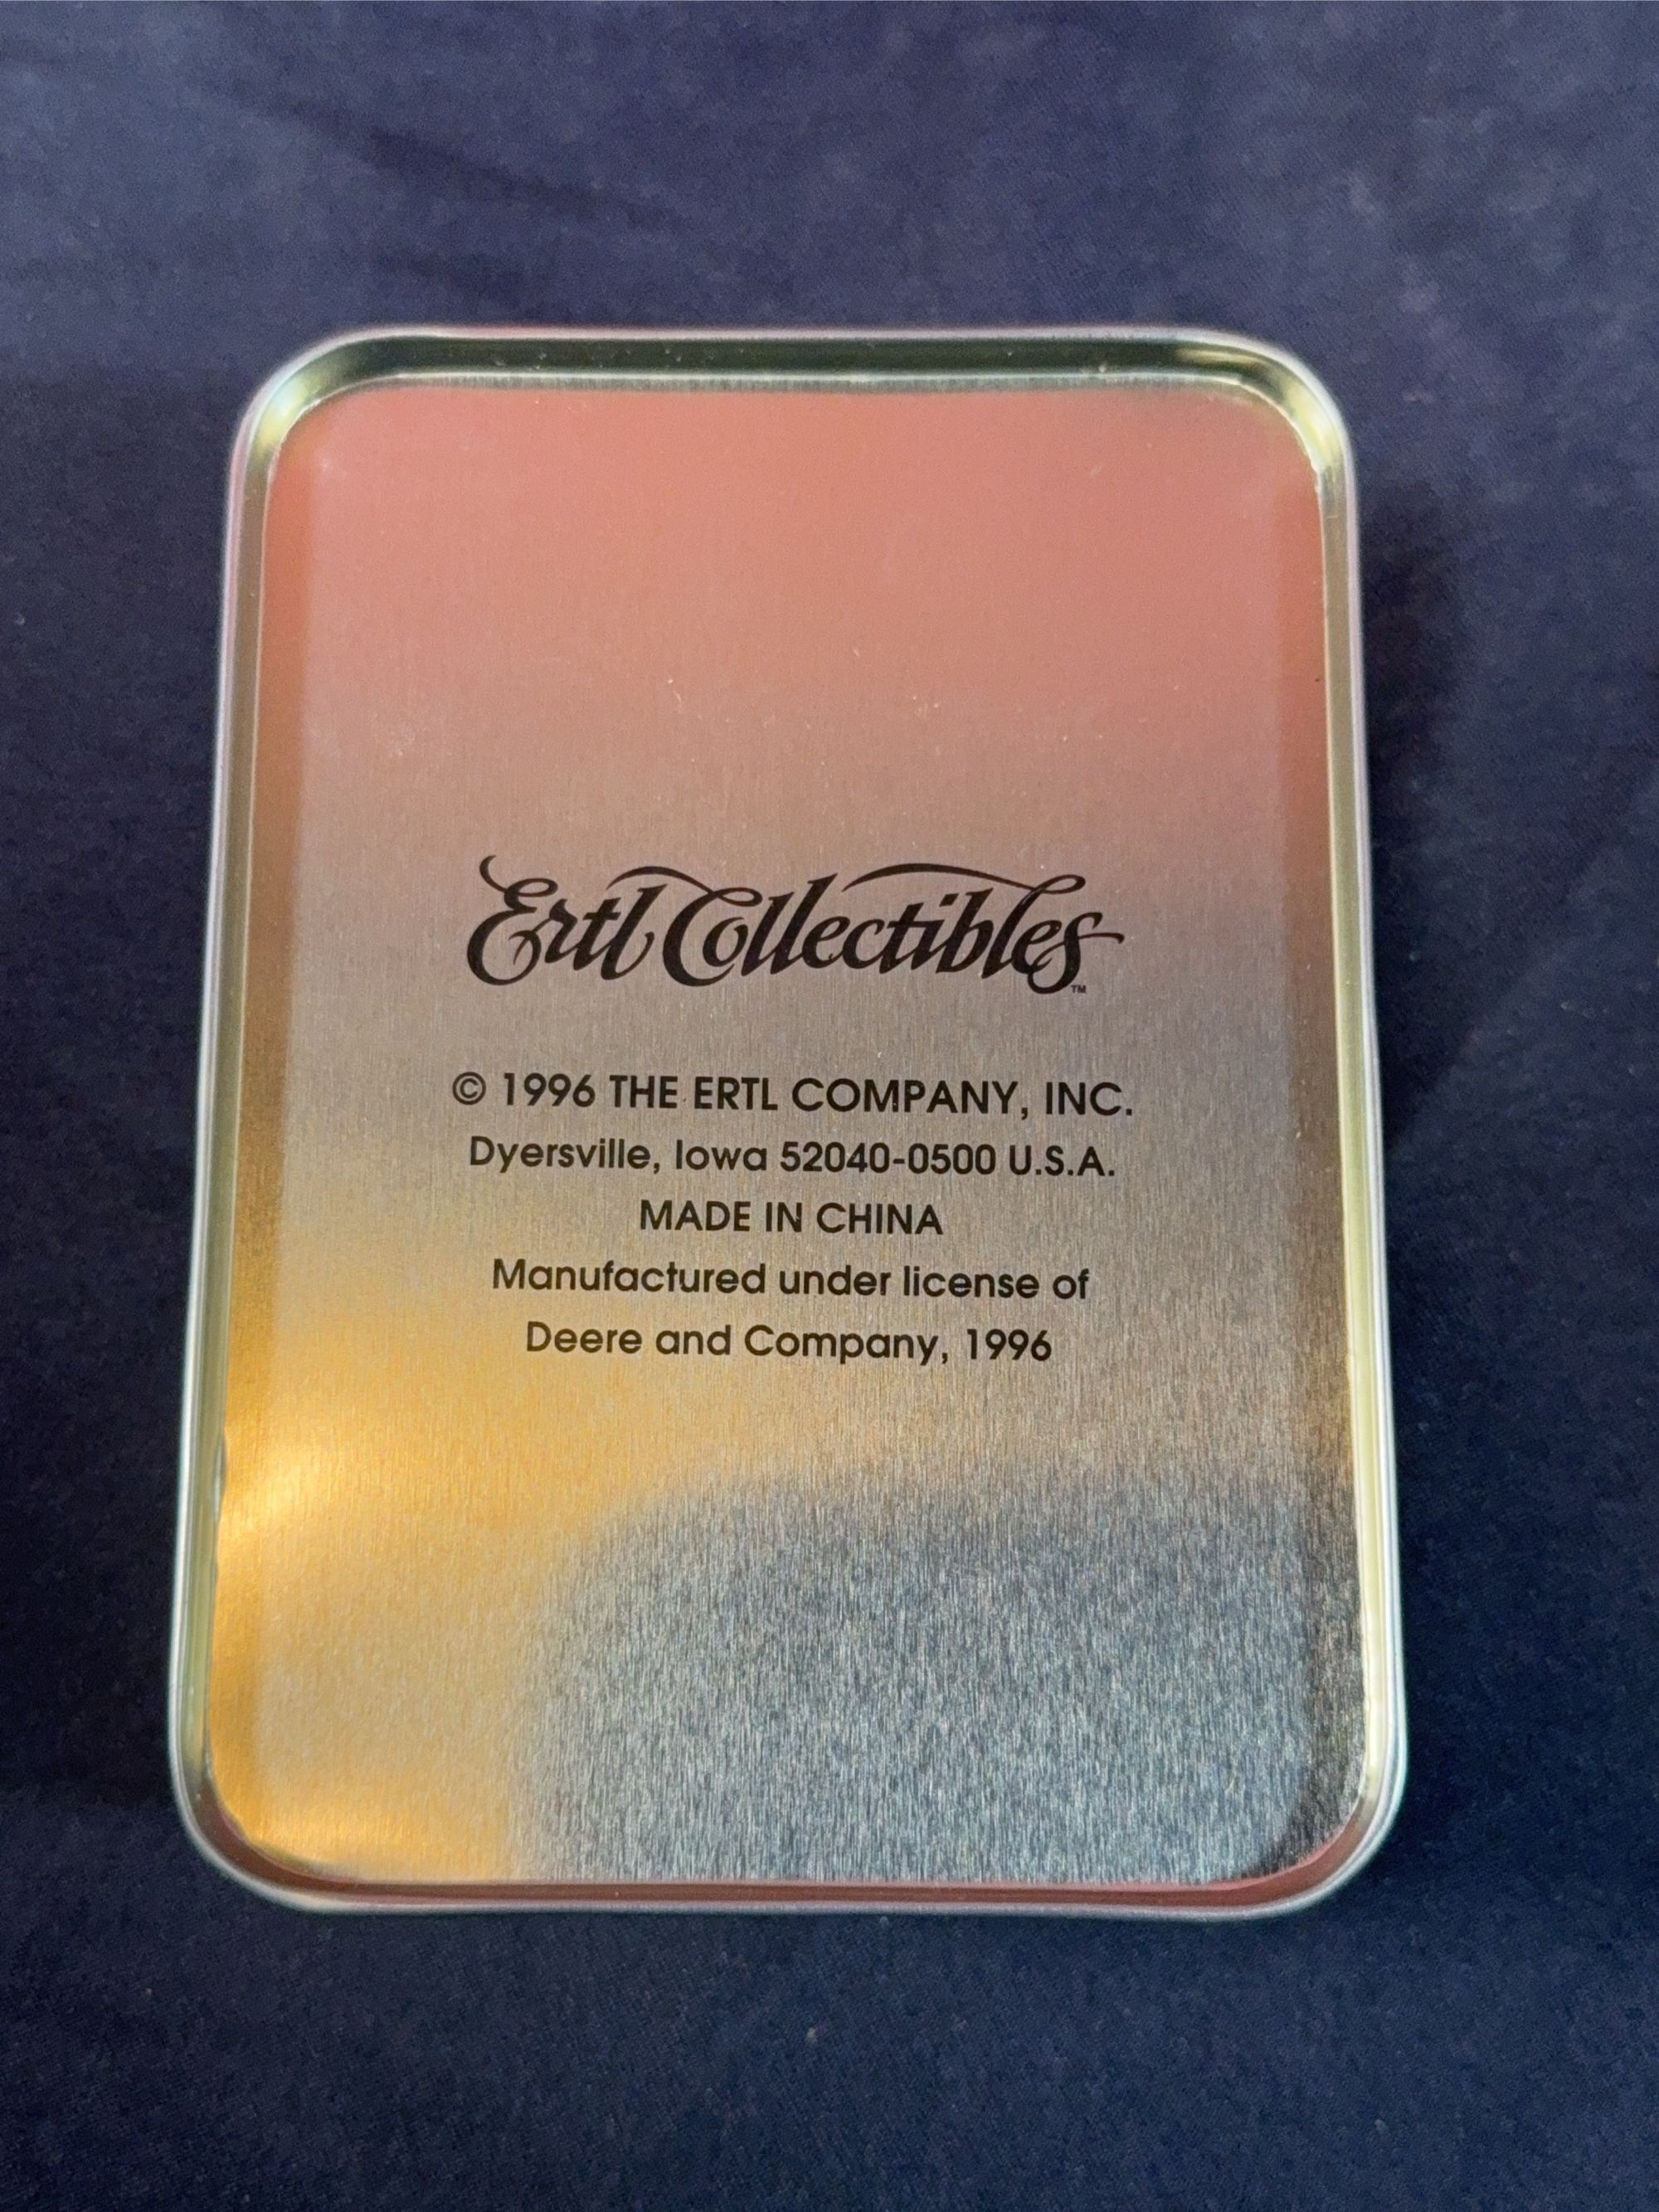 Ertl Collectibles™
© 1996 THE ERTL COMPANY, INC.
Dyersville, Iowa 52040-0500 U.S.A.
MADE IN CHINA
Manufactured under license of
Deere and Company, 1996